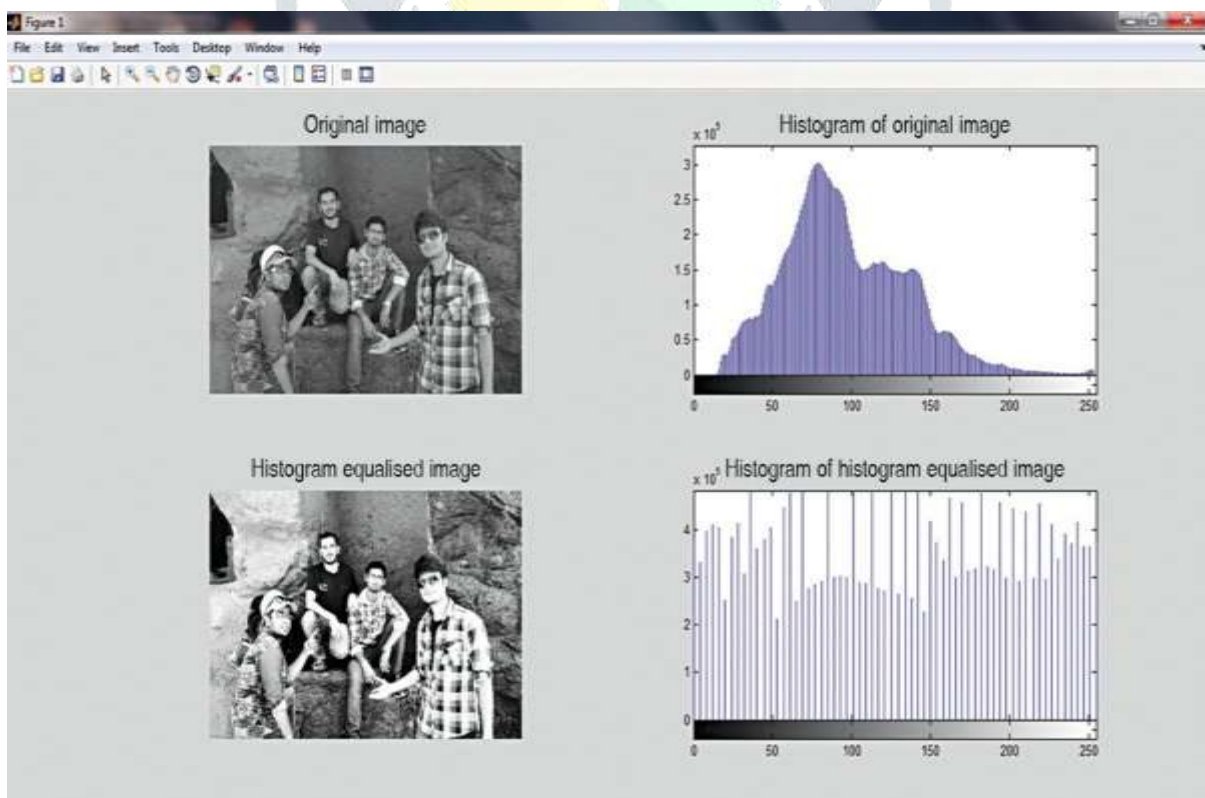 Figure 1
File Edit View Insert Tools Desktop Window Help
Original image
Histogram of original image
x 10^5
3
2.5
2
1.5
1
0.5
0
0 50 100 150 200 250
Histogram equalised image
Histogram of histogram equalised image
x 10^5
4
3
2
1
0
0 50 100 150 200 250